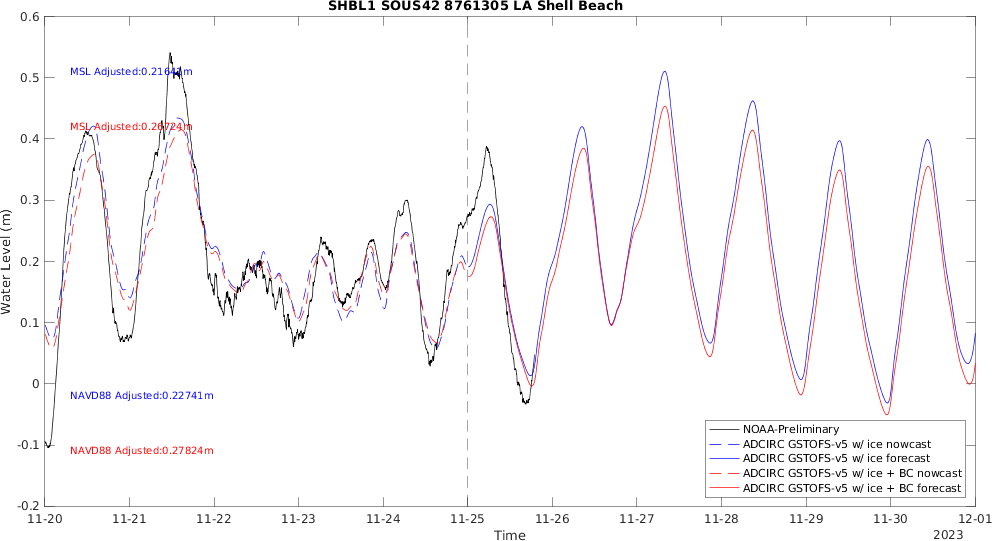 SHBL1 SOUS42 8761305 LA Shell Beach
Water Level (m)
0.6
0.5
0.4
0.3
0.2
0.1
0
-0.1
-0.2
MSL Adjusted:0.21641m
MSL Adjusted:0.26724m
NAVD88 Adjusted:0.22741m
NAVD88 Adjusted:0.27824m
NOAA-Preliminary
ADCIRC GSTOFS-v5 w/ ice nowcast
ADCIRC GSTOFS-v5 w/ ice forecast
ADCIRC GSTOFS-v5 w/ ice + BC nowcast
ADCIRC GSTOFS-v5 w/ ice + BC forecast
11-20 11-21 11-22 11-23 11-24 11-25 11-26 11-27 11-28 11-29 11-30 12-01
Time
2023